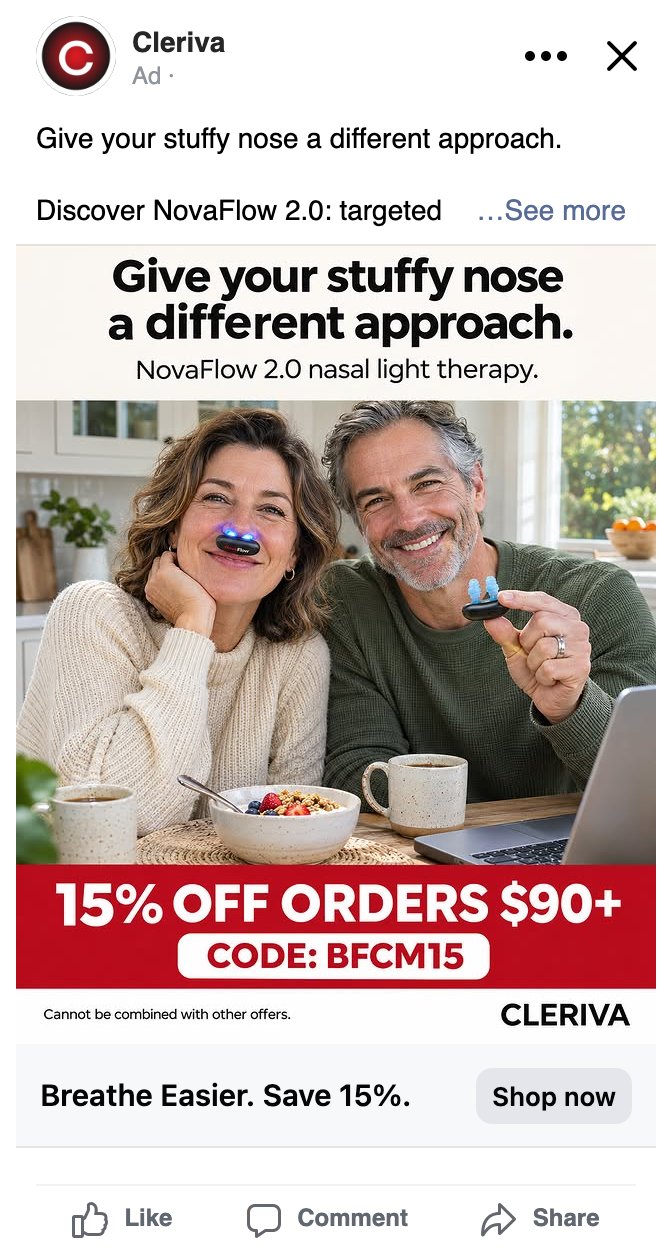 C
Cleriva
Ad ·
Give your stuffy nose a different approach.
Discover NovaFlow 2.0: targeted ...See more
Give your stuffy nose
a different approach.
NovaFlow 2.0 nasal light therapy.
Flow
15% OFF ORDERS $90+
CODE: BFCM15
Cannot be combined with other offers.
CLERIVA
Breathe Easier. Save 15%.
Shop now
Like
Comment
Share